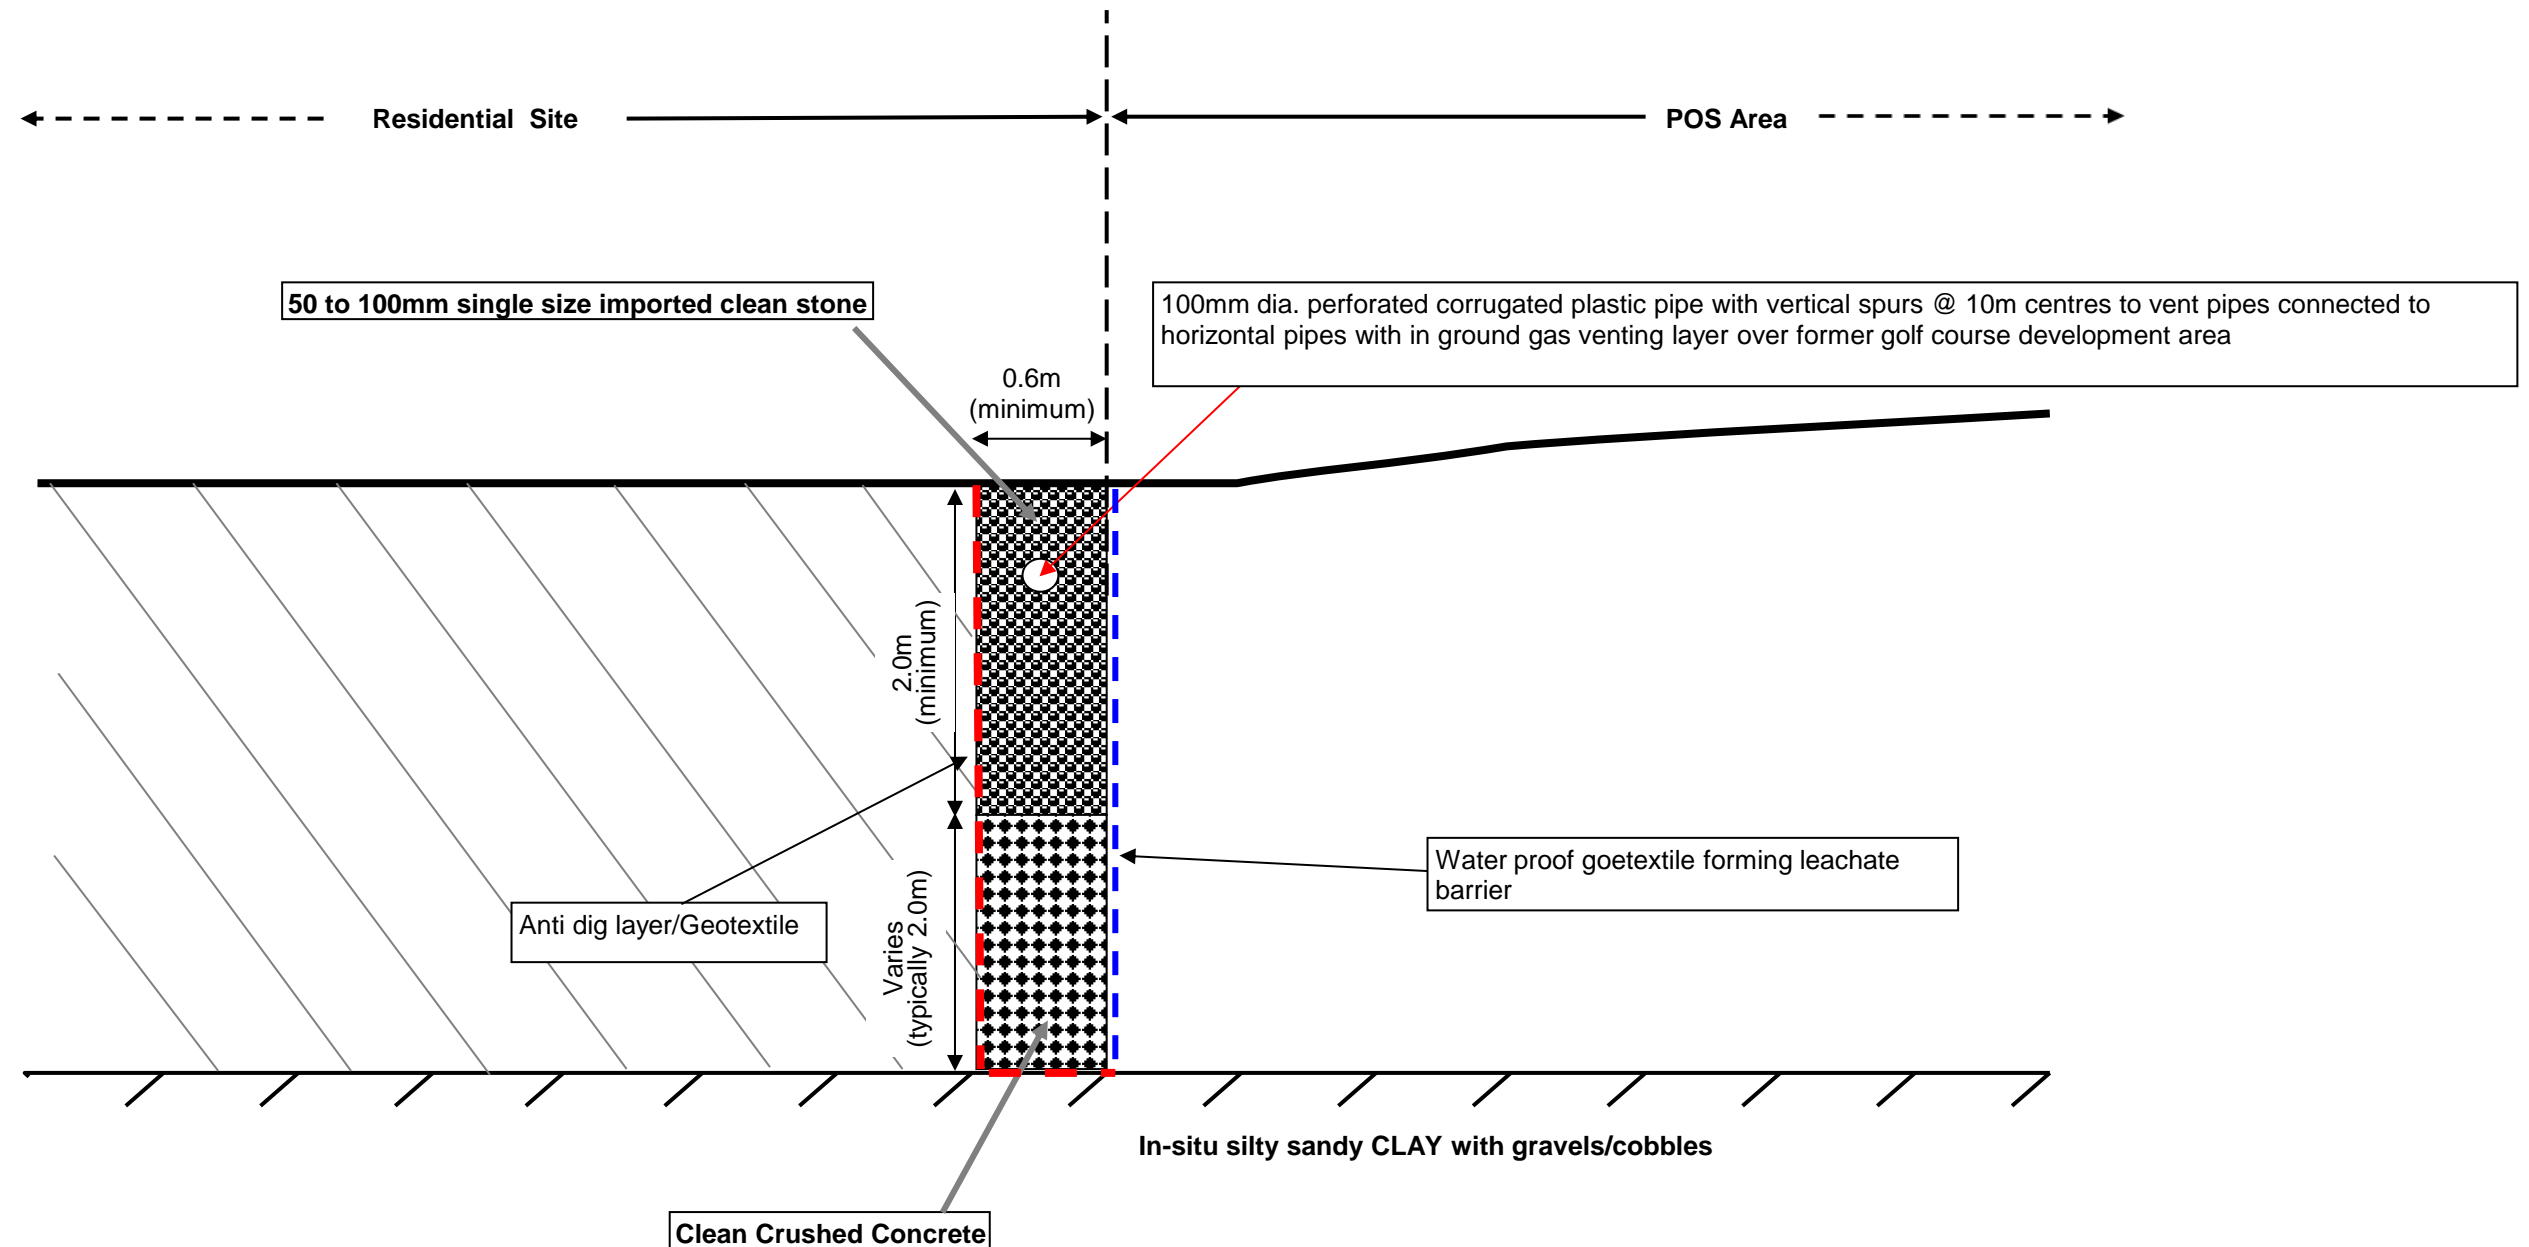 Residential  Site
POS Area
50 to 100mm single size imported clean stone
100mm dia. perforated corrugated plastic pipe with vertical spurs @ 10m centres to vent pipes connected to
horizontal pipes with in ground gas venting layer over former golf course development area
0.6m
(minimum)
2.0m
(minimum)
Water proof goetextile forming leachate
barrier
Anti dig layer/Geotextile
Varies
(typically 2.0m)
In-situ silty sandy CLAY with gravels/cobbles
Clean Crushed Concrete